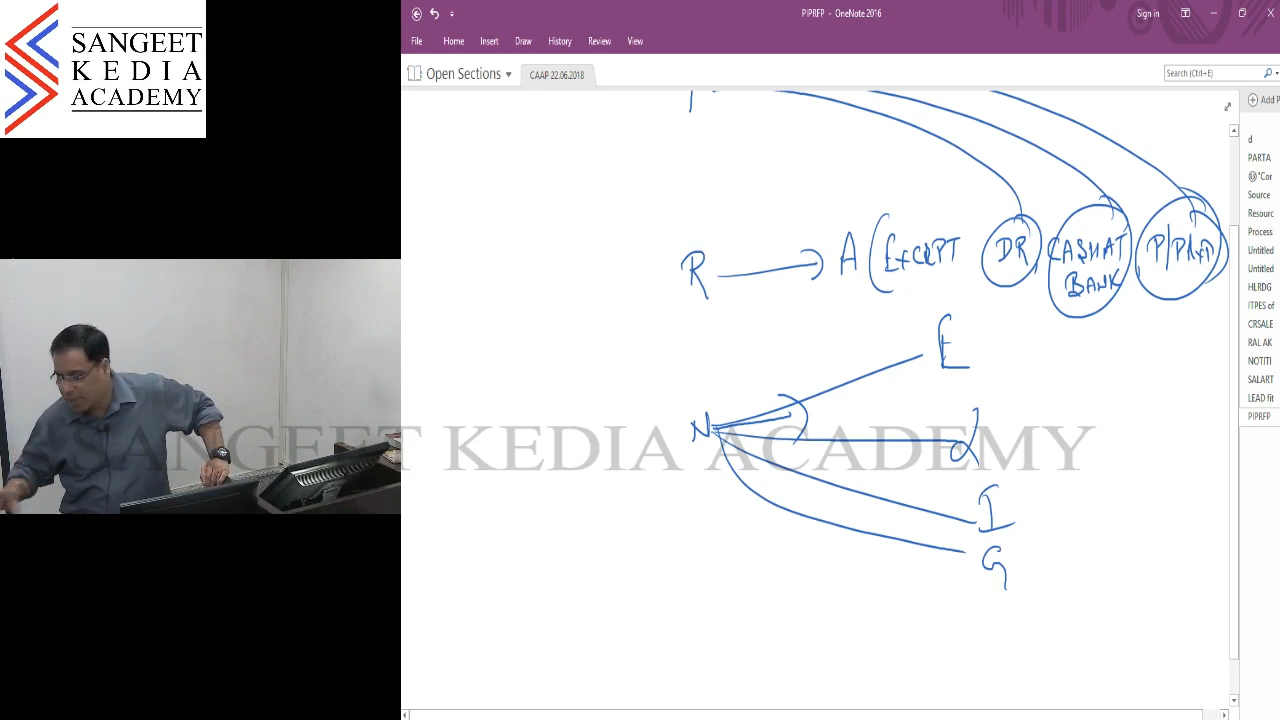 SANGEET
KEDIA
ACADEMY
PIPRFP - OneNote 2016
Sign in
File Home Insert Draw History Review View
Open Sections
CAAP 22.06.2018
Search (Ctrl+E)
Add P
d
PARTA
@"Cor
Source
Resourc
Process
Untitled
Untitled
HLRDG
ITPES of
CRSALE
RAL AK
NOTITI
SALART
LEAD fit
PIPRFP
R A (EXCEPT DR CASH AT BANK
E
N L
I
G
SANGEET KEDIA ACADEMY